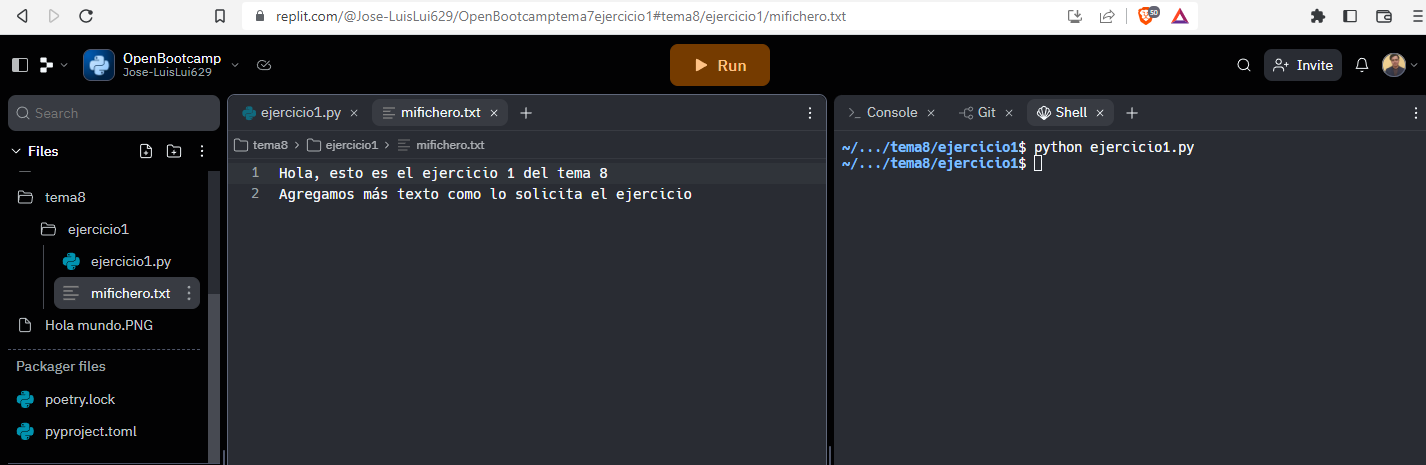 replit.com/@Jose-LuisLui629/OpenBootcamptema7ejercicio1#tema8/ejercicio1/mifichero.txt
50
OpenBootcamp
Jose-LuisLui629
Run
Invite
Search
Files
tema8
ejercicio1
ejercicio1.py
mifichero.txt
Hola mundo.PNG
Packager files
poetry.lock
pyproject.toml
ejercicio1.py
mifichero.txt
tema8 > ejercicio1 > mifichero.txt
1 Hola, esto es el ejercicio 1 del tema 8
2 Agregamos más texto como lo solicita el ejercicio
Console
Git
Shell
~/.../tema8/ejercicio1$ python ejercicio1.py
~/.../tema8/ejercicio1$